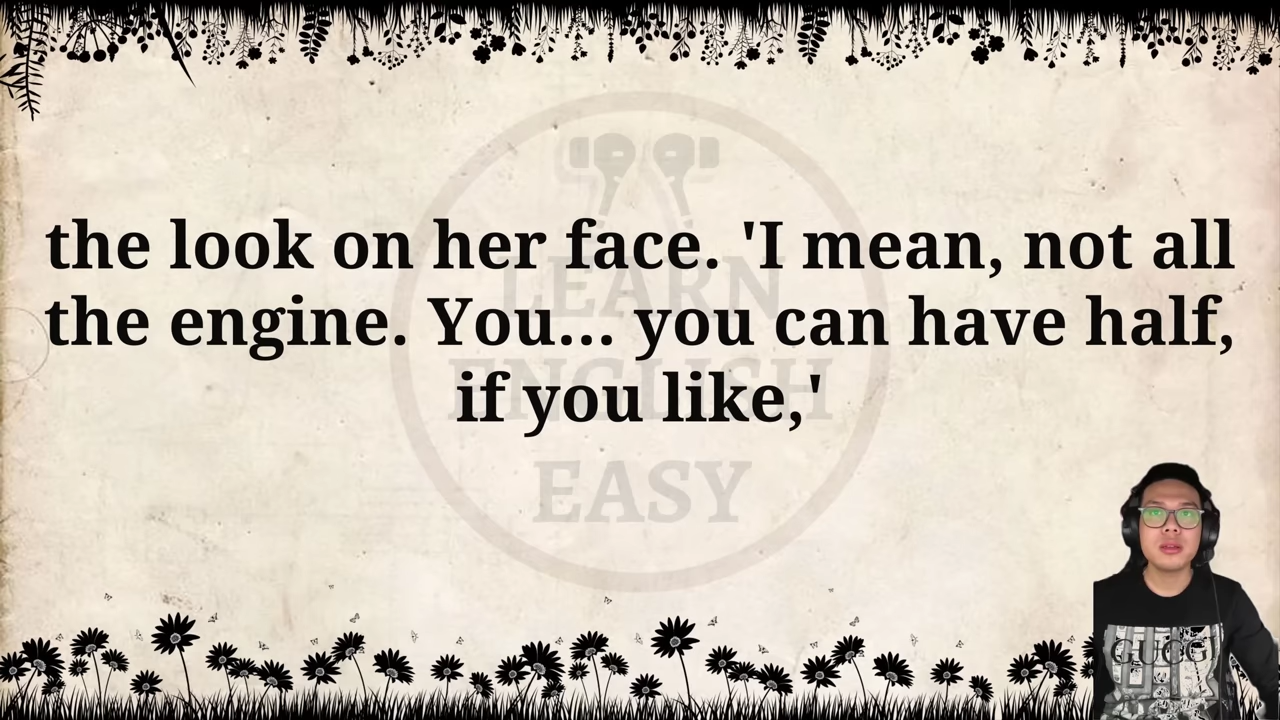 the look on her face. 'I mean, not all
the engine. You... you can have half,
if you like,'
LEARN
ENGLISH
EASY
GUCCI